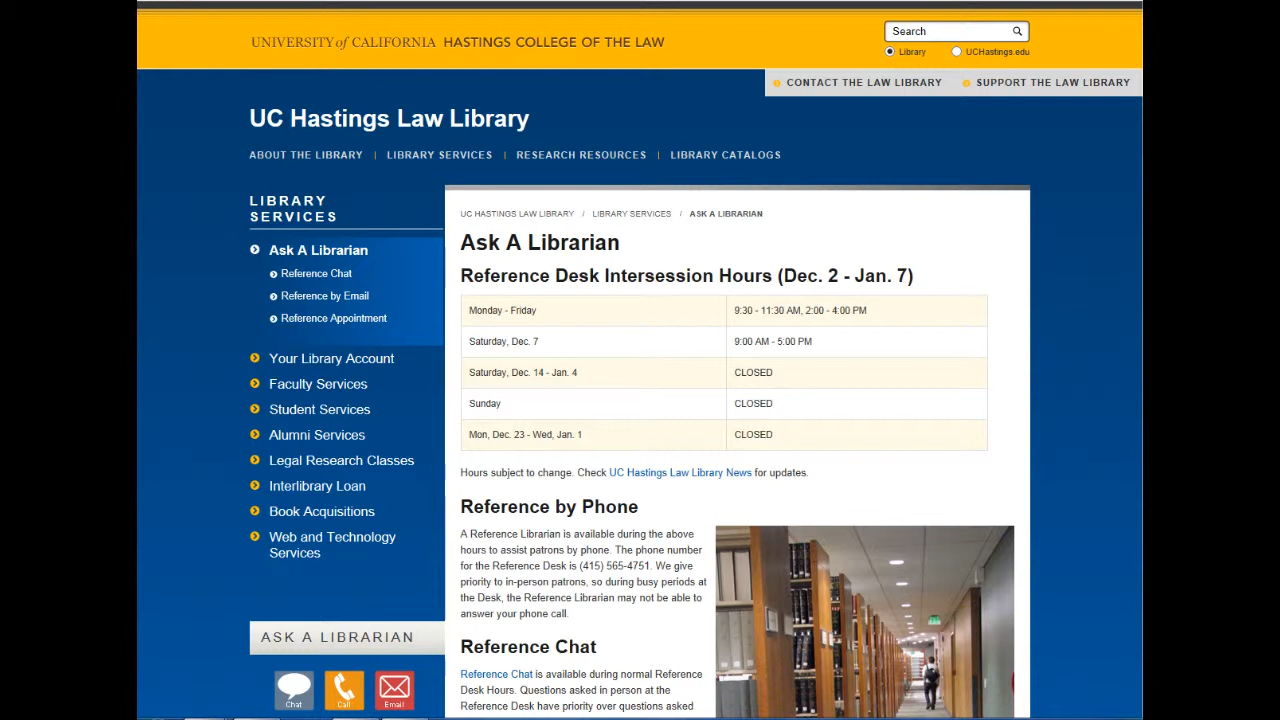 UNIVERSITY of CALIFORNIA HASTINGS COLLEGE OF THE LAW
Search
Library
UCHastings edu
CONTACT THE LAW LIBRARY
SUPPORT THE LAW LIBRARY
UC Hastings Law Library
ABOUT THE LIBRARY | LIBRARY SERVICES | RESEARCH RESOURCES | LIBRARY CATALOGS
LIBRARY
SERVICES
Ask A Librarian
Reference Chat
Reference by Email
Reference Appointment
Your Library Account
Faculty Services
Student Services
Alumni Services
Legal Research Classes
Interlibrary Loan
Book Acquisitions
Web and Technology
Services
ASK A LIBRARIAN
Chat
Call
Email
UC HASTINGS LAW LIBRARY / LIBRARY SERVICES / ASK A LIBRARIAN
Ask A Librarian
Reference Desk Intersession Hours (Dec. 2 - Jan. 7)
Monday - Friday 9:30 - 11:30 AM, 2:00 - 4:00 PM
Saturday, Dec. 7 9:00 AM - 5:00 PM
Saturday, Dec. 14 - Jan. 4 CLOSED
Sunday CLOSED
Mon, Dec. 23 - Wed, Jan. 1 CLOSED
Hours subject to change. Check UC Hastings Law Library News for updates.
Reference by Phone
A Reference Librarian is available during the above
hours to assist patrons by phone. The phone number
for the Reference Desk is (415) 565-4751. We give
priority to in-person patrons, so during busy periods at
the Desk, the Reference Librarian may not be able to
answer your phone call.
Reference Chat
Reference Chat is available during normal Reference
Desk Hours. Questions asked in person at the
Reference Desk have priority over questions asked